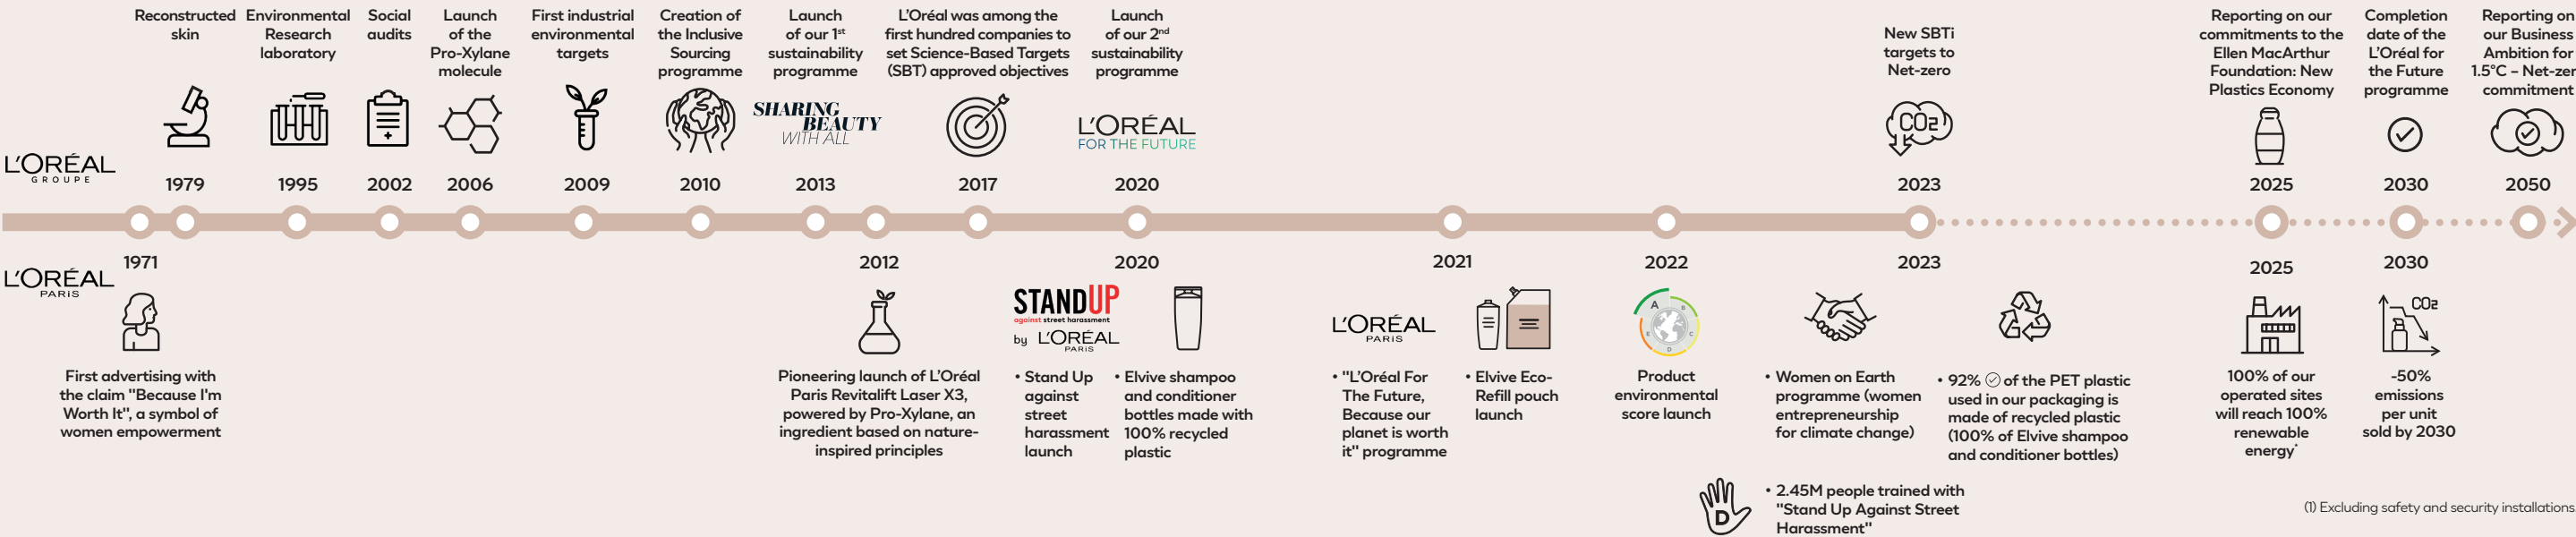 Reconstructed
skin
Environmental
Research
laboratory
Social
audits
Launch
of the
Pro-Xylane
molecule
First industrial
environmental
targets
Creation of
the Inclusive
Sourcing
programme
Launch
of our 1st
sustainability
programme
L'Oréal was among the
first hundred companies to
set Science-Based Targets
(SBT) approved objectives
Launch
of our 2nd
sustainability
programme
New SBTi
targets to
Net-zero
Reporting on our
commitments to the
Ellen MacArthur
Foundation: New
Plastics Economy
Completion
date of the
L'Oréal for
the Future
programme
Reporting on
our Business
Ambition for
1.5°C – Net-zer
commitment
SHARING
BEAUTY
WITH ALL
L'ORÉAL
FOR THE FUTURE
CO2
L'ORÉAL
GROUPE
1979
1995
2002
2006
2009
2010
2013
2017
2020
2023
2025
2030
2050
L'ORÉAL
PARIS
1971
2012
2020
2021
2022
2023
2025
2030
First advertising with
the claim "Because I'm
Worth It", a symbol of
women empowerment
Pioneering launch of L'Oréal
Paris Revitalift Laser X3,
powered by Pro-Xylane, an
ingredient based on nature-
inspired principles
STANDUP
against street harassment
by L'ORÉAL
PARIS
• Stand Up
against
street
harassment
launch
• Elvive shampoo
and conditioner
bottles made with
100% recycled
plastic
L'ORÉAL
PARIS
• "L'Oréal For
The Future,
Because our
planet is worth
it" programme
• Elvive Eco-
Refill pouch
launch
A
B
C
D
E
Product
environmental
score launch
• Women on Earth
programme (women
entrepreneurship
for climate change)
• 92% of the PET plastic
used in our packaging is
made of recycled plastic
(100% of Elvive shampoo
and conditioner bottles)
D
• 2.45M people trained with
"Stand Up Against Street
Harassment"
100% of our
operated sites
will reach 100%
renewable
energy*
CO2
-50%
emissions
per unit
sold by 2030
(1) Excluding safety and security installations